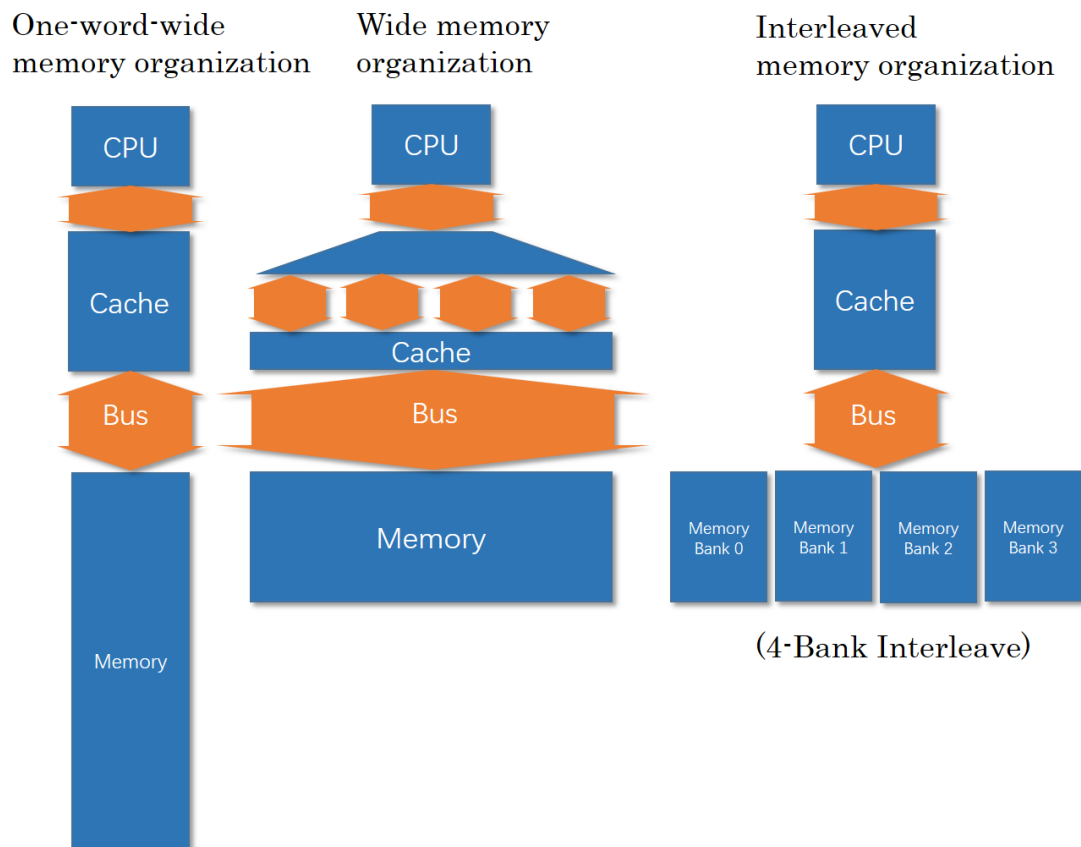 One-word-wide
memory organization
CPU
Cache
Bus
Memory
Wide memory
organization
CPU
Cache
Bus
Memory
Interleaved
memory organization
CPU
Cache
Bus
Memory
Bank 0
Memory
Bank 1
Memory
Bank 2
Memory
Bank 3
(4-Bank Interleave)